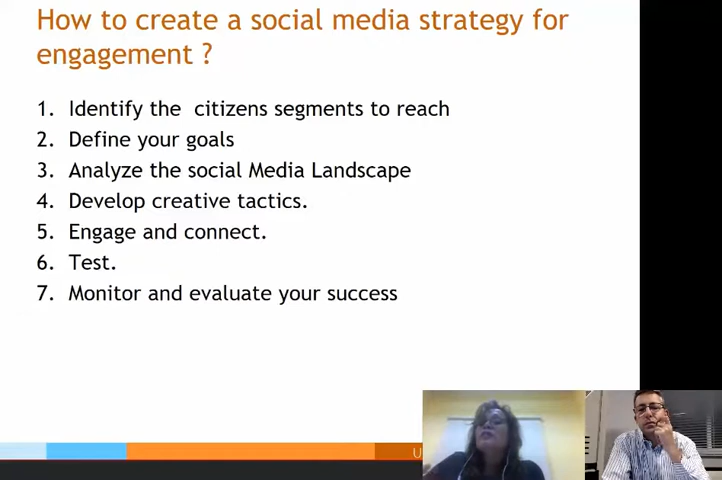 How to create a social media strategy for
engagement ?
1. Identify the citizens segments to reach
2. Define your goals
3. Analyze the social Media Landscape
4. Develop creative tactics.
5. Engage and connect.
6. Test.
7. Monitor and evaluate your success